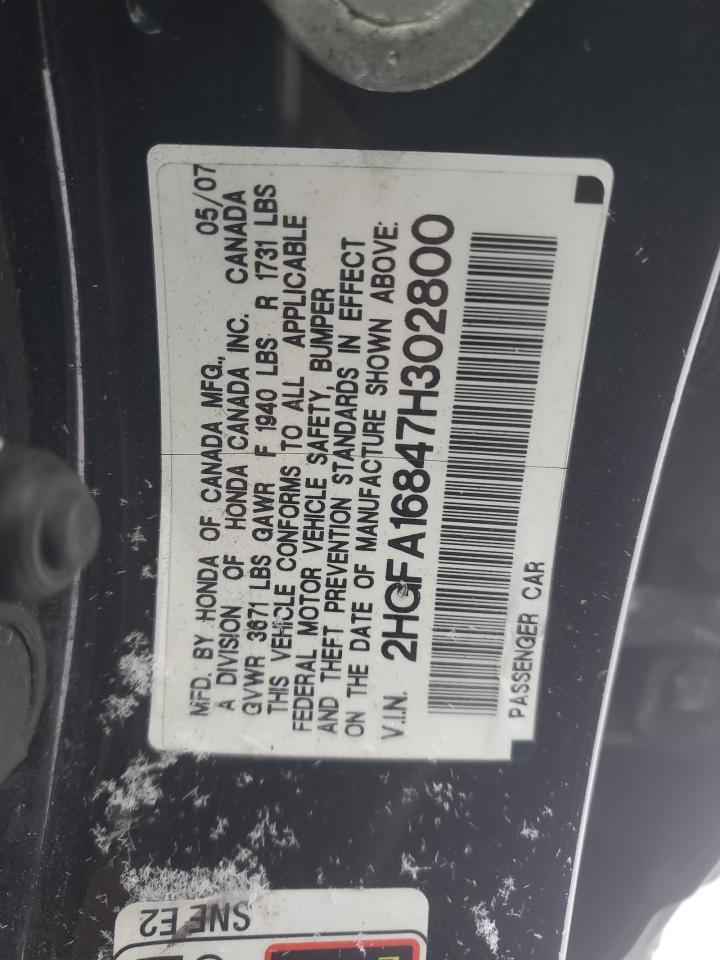 MFD. BY HONDA OF CANADA MFG., 05/07
A DIVISION OF HONDA CANADA INC. CANADA
GVWR 3671 LBS GAWR F 1940 LBS R 1731 LBS
THIS VEHICLE CONFORMS TO ALL APPLICABLE
FEDERAL MOTOR VEHICLE SAFETY, BUMPER
AND THEFT PREVENTION STANDARDS IN EFFECT
ON THE DATE OF MANUFACTURE SHOWN ABOVE:
V.I.N. 2HGFA16847H302800
PASSENGER CAR
SNE E2